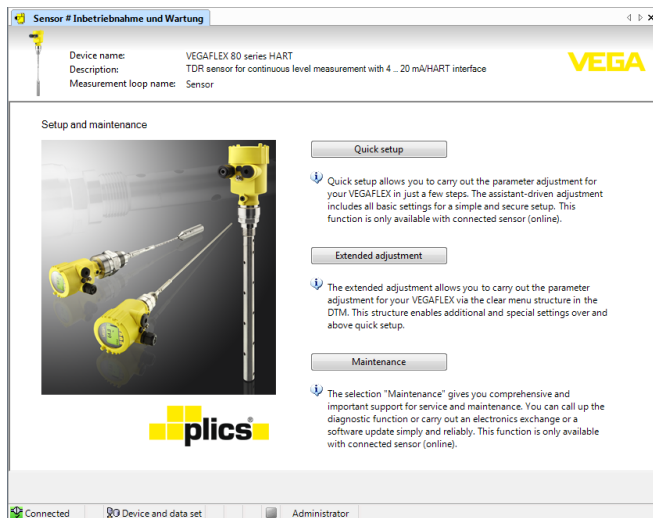 Sensor # Inbetriebnahme und Wartung
Device name: VEGAFLEX 80 series HART
Description: TDR sensor for continuous level measurement with 4 .. 20 mA/HART interface
Measurement loop name: Sensor
VEGA
Setup and maintenance
Quick setup
Quick setup allows you to carry out the parameter adjustment for
your VEGAFLEX in just a few steps. The assistant-driven adjustment
includes all basic settings for a simple and secure setup. This
function is only available with connected sensor (online).
Extended adjustment
The extended adjustment allows you to carry out the parameter
adjustment for your VEGAFLEX via the clear menu structure in the
DTM. This structure enables additional and special settings over and
above quick setup.
Maintenance
The selection "Maintenance" gives you comprehensive and
important support for service and maintenance. You can call up the
diagnostic function or carry out an electronics exchange or a
software update simply and reliably. This function is only available
with connected sensor (online).
plics®
Connected Device and data set Administrator